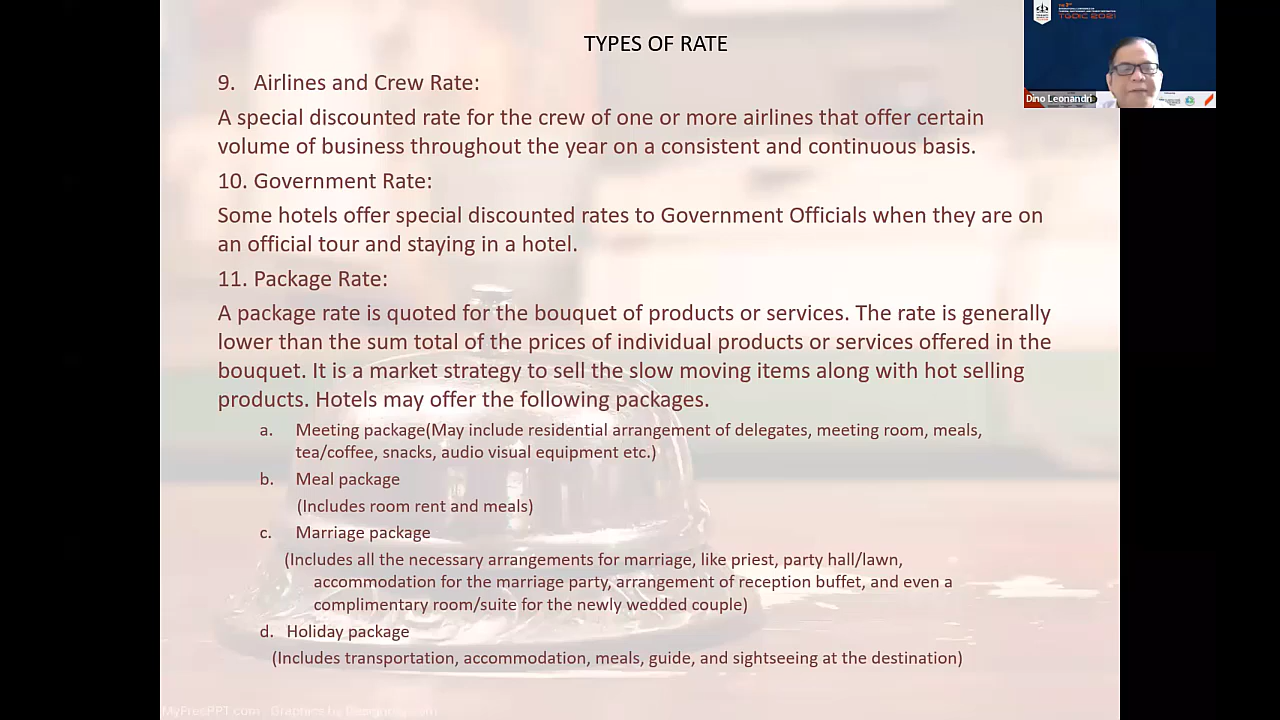 TYPES OF RATE
TGDIC 2021
Dino Leonandri
9. Airlines and Crew Rate:
A special discounted rate for the crew of one or more airlines that offer certain
volume of business throughout the year on a consistent and continuous basis.
10. Government Rate:
Some hotels offer special discounted rates to Government Officials when they are on
an official tour and staying in a hotel.
11. Package Rate:
A package rate is quoted for the bouquet of products or services. The rate is generally
lower than the sum total of the prices of individual products or services offered in the
bouquet. It is a market strategy to sell the slow moving items along with hot selling
products. Hotels may offer the following packages.
a. Meeting package(May include residential arrangement of delegates, meeting room, meals,
tea/coffee, snacks, audio visual equipment etc.)
b. Meal package
(Includes room rent and meals)
c. Marriage package
(Includes all the necessary arrangements for marriage, like priest, party hall/lawn,
accommodation for the marriage party, arrangement of reception buffet, and even a
complimentary room/suite for the newly wedded couple)
d. Holiday package
(Includes transportation, accommodation, meals, guide, and sightseeing at the destination)
MyFreePPT.com Graphics by